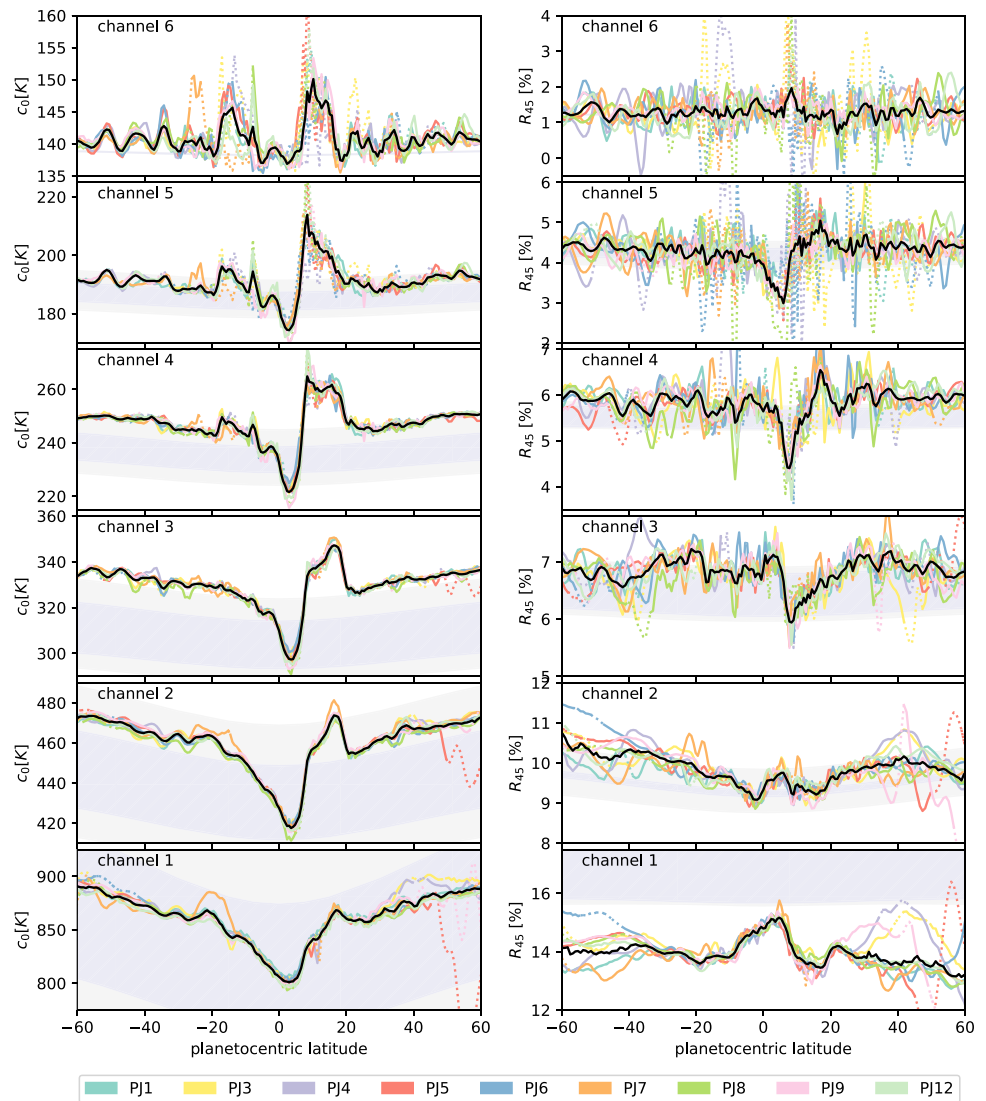 channel 6
c0[K]
160
155
150
145
140
135
channel 5
c0[K]
220
200
180
channel 4
c0[K]
260
240
220
channel 3
c0[K]
360
340
320
300
channel 2
c0[K]
480
460
440
420
channel 1
c0[K]
900
850
800
−60 −40 −20 0 20 40 60
planetocentric latitude
channel 6
R45 [%]
4
3
2
1
0
channel 5
R45 [%]
6
5
4
3
2
channel 4
R45 [%]
7
6
5
4
channel 3
R45 [%]
7
6
5
channel 2
R45 [%]
12
11
10
9
8
channel 1
R45 [%]
16
14
12
−60 −40 −20 0 20 40 60
planetocentric latitude
PJ1 PJ3 PJ4 PJ5 PJ6 PJ7 PJ8 PJ9 PJ12